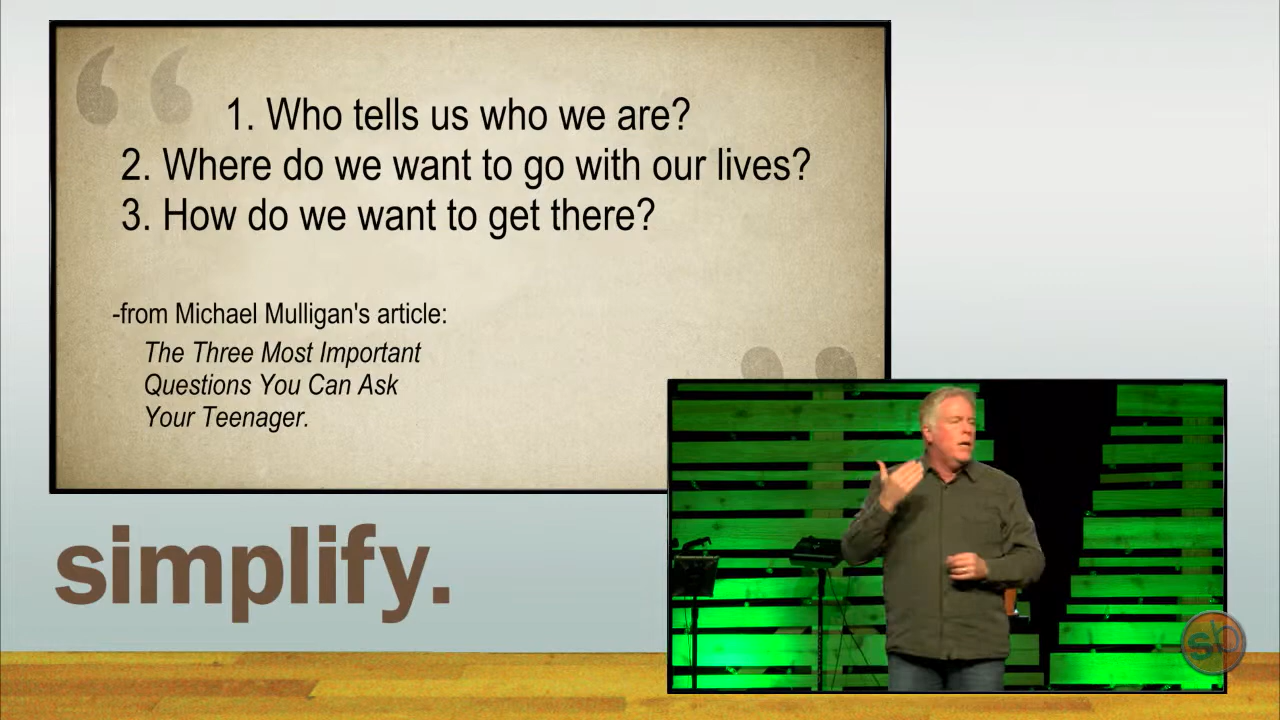 1. Who tells us who we are?
2. Where do we want to go with our lives?
3. How do we want to get there?
-from Michael Mulligan's article:
The Three Most Important
Questions You Can Ask
Your Teenager.
simplify.
sb